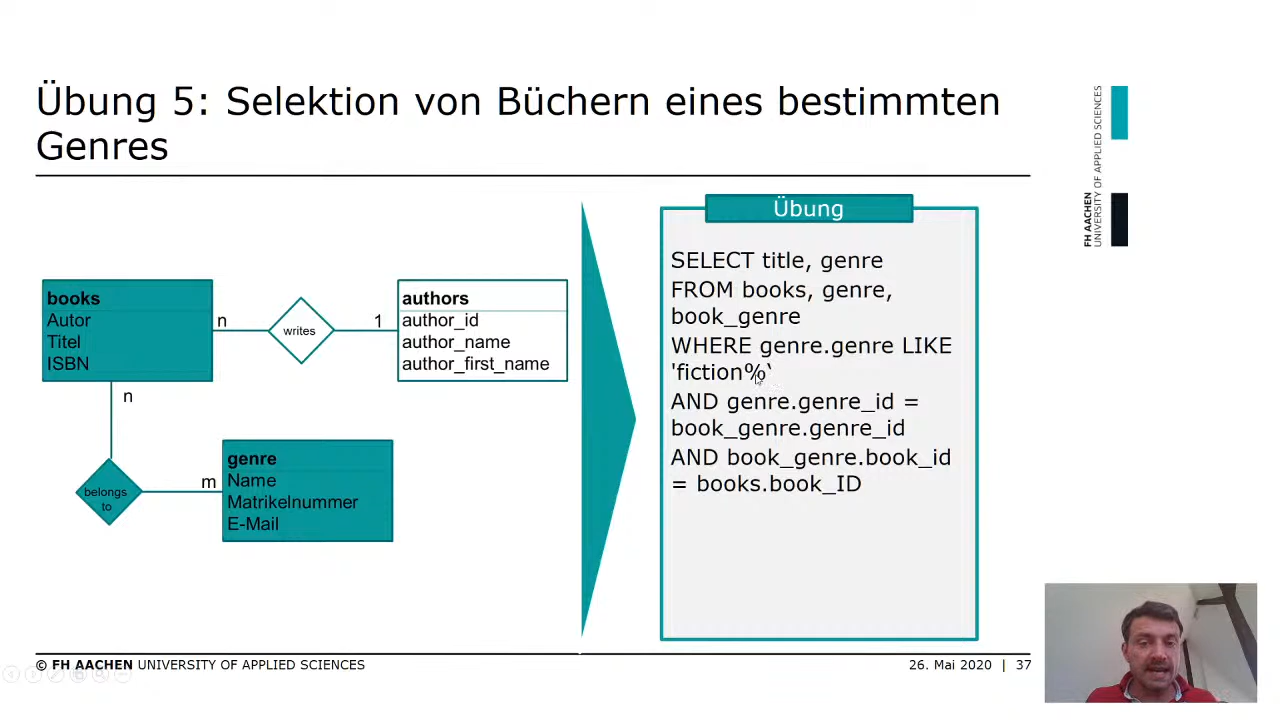 Übung 5: Selektion von Büchern eines bestimmten
Genres
FH AACHEN
UNIVERSITY OF APPLIED SCIENCES
books
Autor
Titel
ISBN
n
writes
1
authors
author_id
author_name
author_first_name
n
belongs
to
m
genre
Name
Matrikelnummer
E-Mail
Übung
SELECT title, genre
FROM books, genre,
book_genre
WHERE genre.genre LIKE
'fiction%‘
AND genre.genre_id =
book_genre.genre_id
AND book_genre.book_id
= books.book_ID
© FH AACHEN UNIVERSITY OF APPLIED SCIENCES
26. Mai 2020 | 37